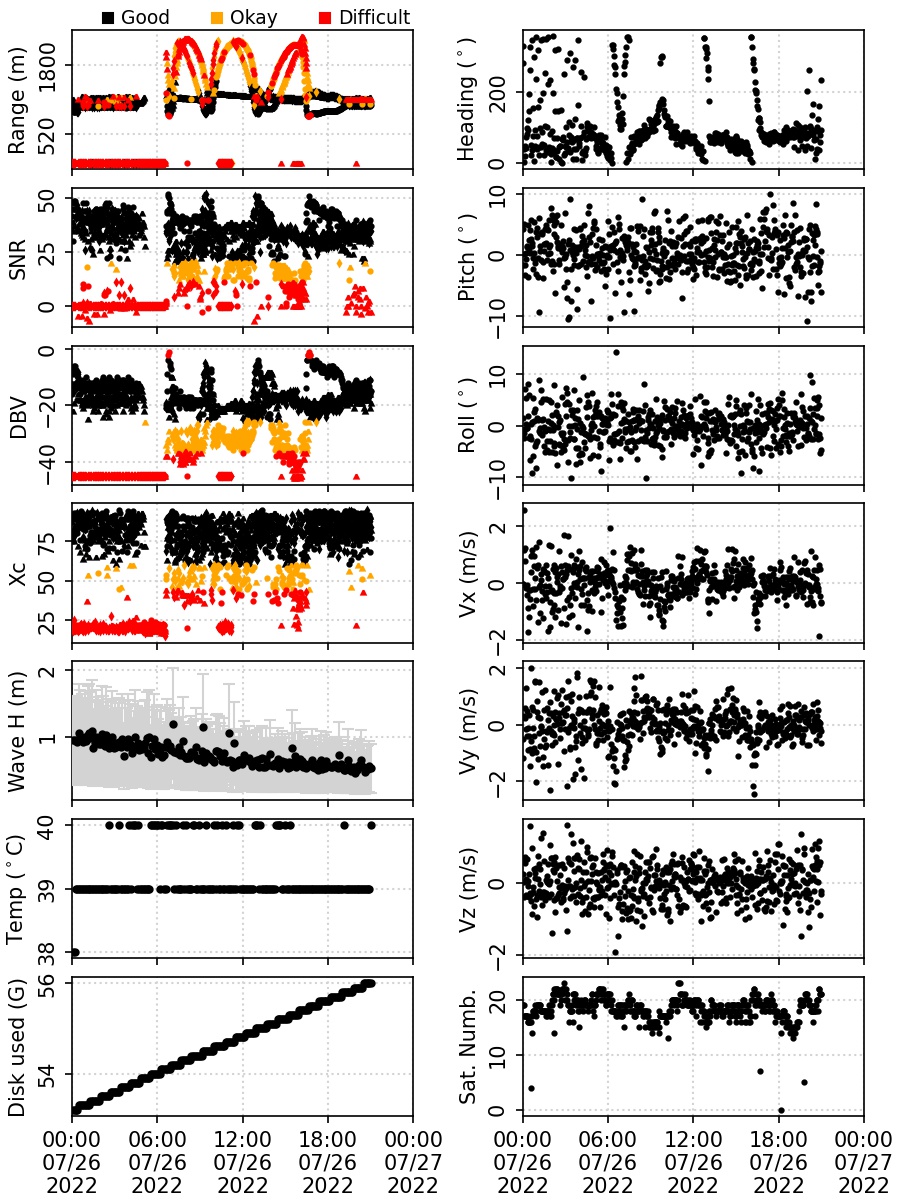 Good Okay Difficult
Range (m)
1800
520
Heading (°)
200
0
SNR
50
25
0
Pitch (°)
10
0
−10
DBV
0
−20
−40
Roll (°)
10
0
−10
Xc
75
50
25
Vx (m/s)
2
0
−2
Wave H (m)
2
1
Vy (m/s)
2
0
−2
Temp (°C)
40
39
38
Vz (m/s)
0
−2
Disk used (G)
56
54
Sat. Numb.
20
10
0
00:00 06:00 12:00 18:00 00:00
07/26 07/26 07/26 07/26 07/27
2022 2022 2022 2022 2022
00:00 06:00 12:00 18:00 00:00
07/26 07/26 07/26 07/26 07/27
2022 2022 2022 2022 2022